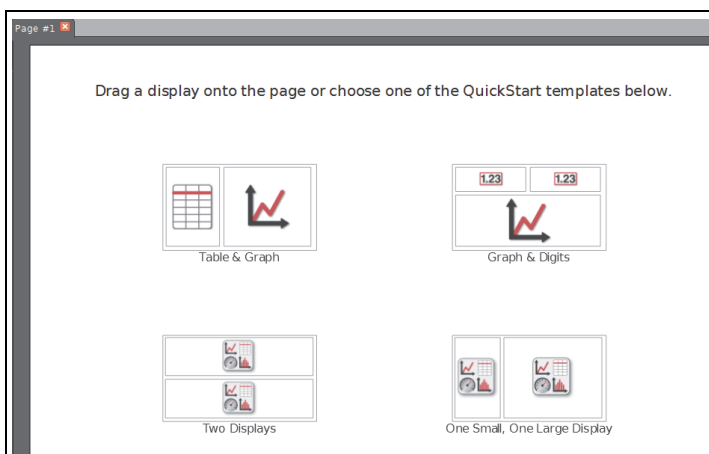 Page #1
Drag a display onto the page or choose one of the QuickStart templates below.
1.23 1.23
Table & Graph Graph & Digits
Two Displays One Small, One Large Display